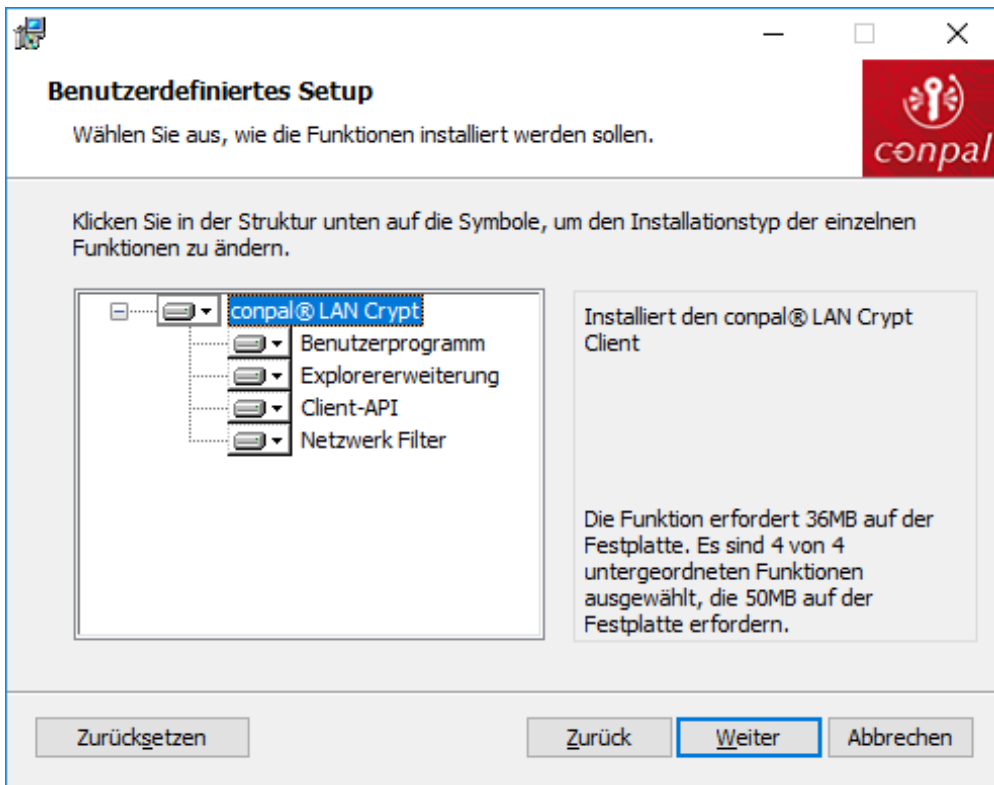 Benutzerdefiniertes Setup
Wählen Sie aus, wie die Funktionen installiert werden sollen.
conpal
Klicken Sie in der Struktur unten auf die Symbole, um den Installationstyp der einzelnen
Funktionen zu ändern.
conpal® LAN Crypt
Benutzerprogramm
Explorererweiterung
Client-API
Netzwerk Filter
Installiert den conpal® LAN Crypt
Client
Die Funktion erfordert 36MB auf der
Festplatte. Es sind 4 von 4
untergeordneten Funktionen
ausgewählt, die 50MB auf der
Festplatte erfordern.
Zurücksetzen
Zurück
Weiter
Abbrechen